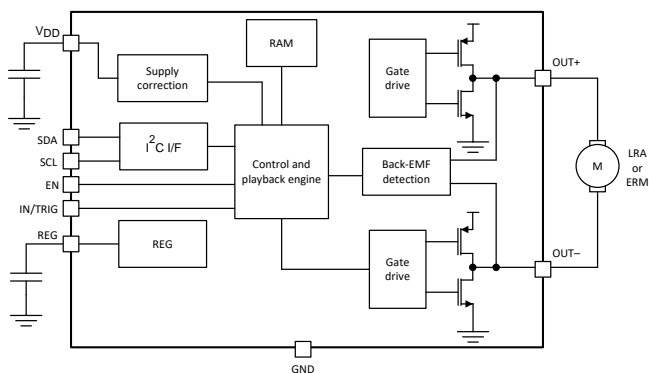 VDD
Supply
correction
RAM
Gate
drive
OUT+
SDA
SCL
I2C I/F
EN
IN/TRIG
Control and
playback engine
Back-EMF
detection
M
LRA
or
ERM
REG
REG
Gate
drive
OUT–
GND